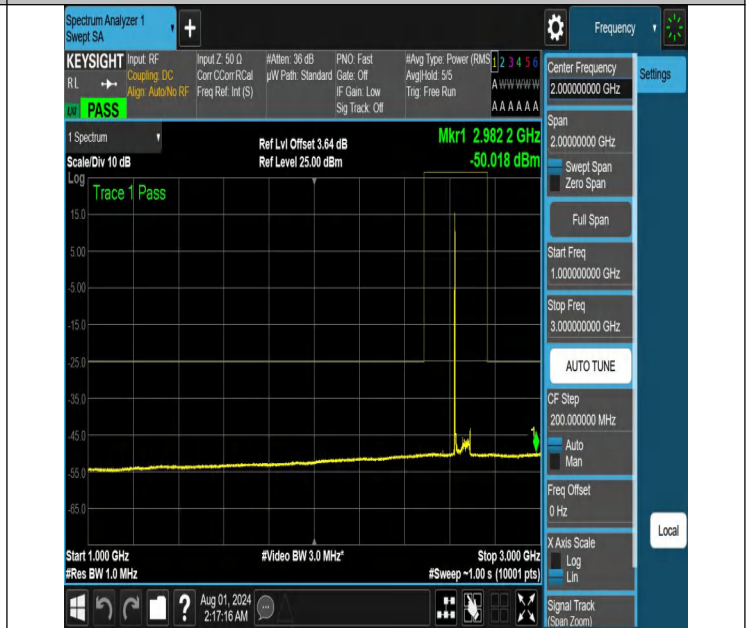 Spectrum Analyzer 1
Swept SA
+
Frequency
KEYSIGHT
RL
PASS
Input: RF
Coupling: DC
Align: Auto/No RF
Input Z: 50 Ω
Corr CCorr RCal
Freq Ref: Int (S)
#Atten: 36 dB
µW Path: Standard
PNO: Fast
Gate: Off
IF Gain: Low
Sig Track: Off
#Avg Type: Power (RMS
Avg|Hold: 5/5
Trig: Free Run
1 2 3 4 5 6
A W W W W W
A A A A A A
Center Frequency
2.000000000 GHz
Settings
Span
2.00000000 GHz
Swept Span
Zero Span
Full Span
Start Freq
1.000000000 GHz
Stop Freq
3.000000000 GHz
AUTO TUNE
CF Step
200.000000 MHz
Auto
Man
Freq Offset
0 Hz
X Axis Scale
Log
Lin
Local
Signal Track
(Span Zoom)
1 Spectrum
Scale/Div 10 dB
Ref Lvl Offset 3.64 dB
Ref Level 25.00 dBm
Mkr1 2.982 2 GHz
-50.018 dBm
Log
Trace 1 Pass
15.0
5.00
-5.00
-15.0
-25.0
-35.0
-45.0
-55.0
-65.0
1
Start 1.000 GHz
#Res BW 1.0 MHz
#Video BW 3.0 MHz*
Stop 3.000 GHz
#Sweep ~1.00 s (10001 pts)
?
Aug 01, 2024
2:17:16 AM